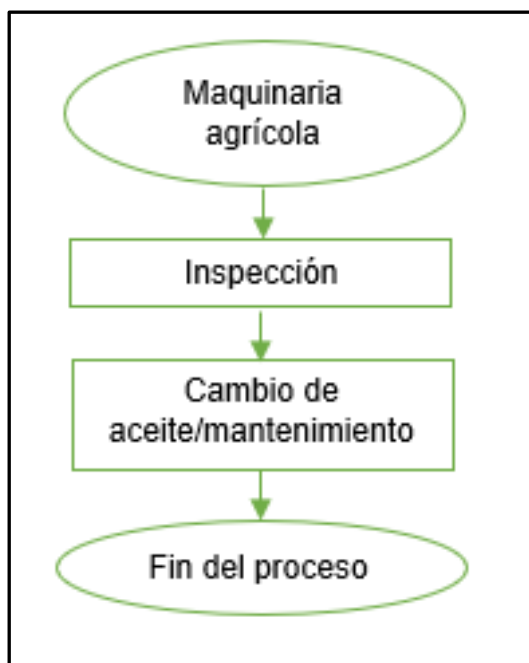 Maquinaria
agrícola
Inspección
Cambio de
aceite/mantenimiento
Fin del proceso